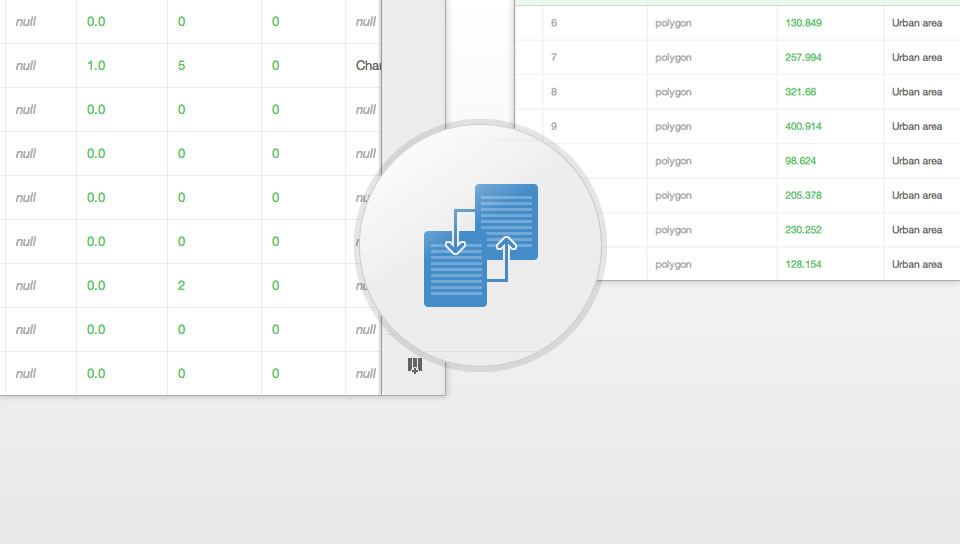 null 0.0 0 0 null
null 1.0 5 0
null 0.0 0 0 null
null 0.0 0 0 null
null 0.0 0 0
null 0.0 0 0
null 0.0 2 0
null 0.0 0 0 null
null 0.0 0 0 null
6 polygon 130.849 Urban area
7 polygon 257.994 Urban area
8 polygon 321.66 Urban area
9 polygon 400.914 Urban area
polygon 98.624 Urban area
polygon 205.378 Urban area
polygon 230.252 Urban area
polygon 128.154 Urban area